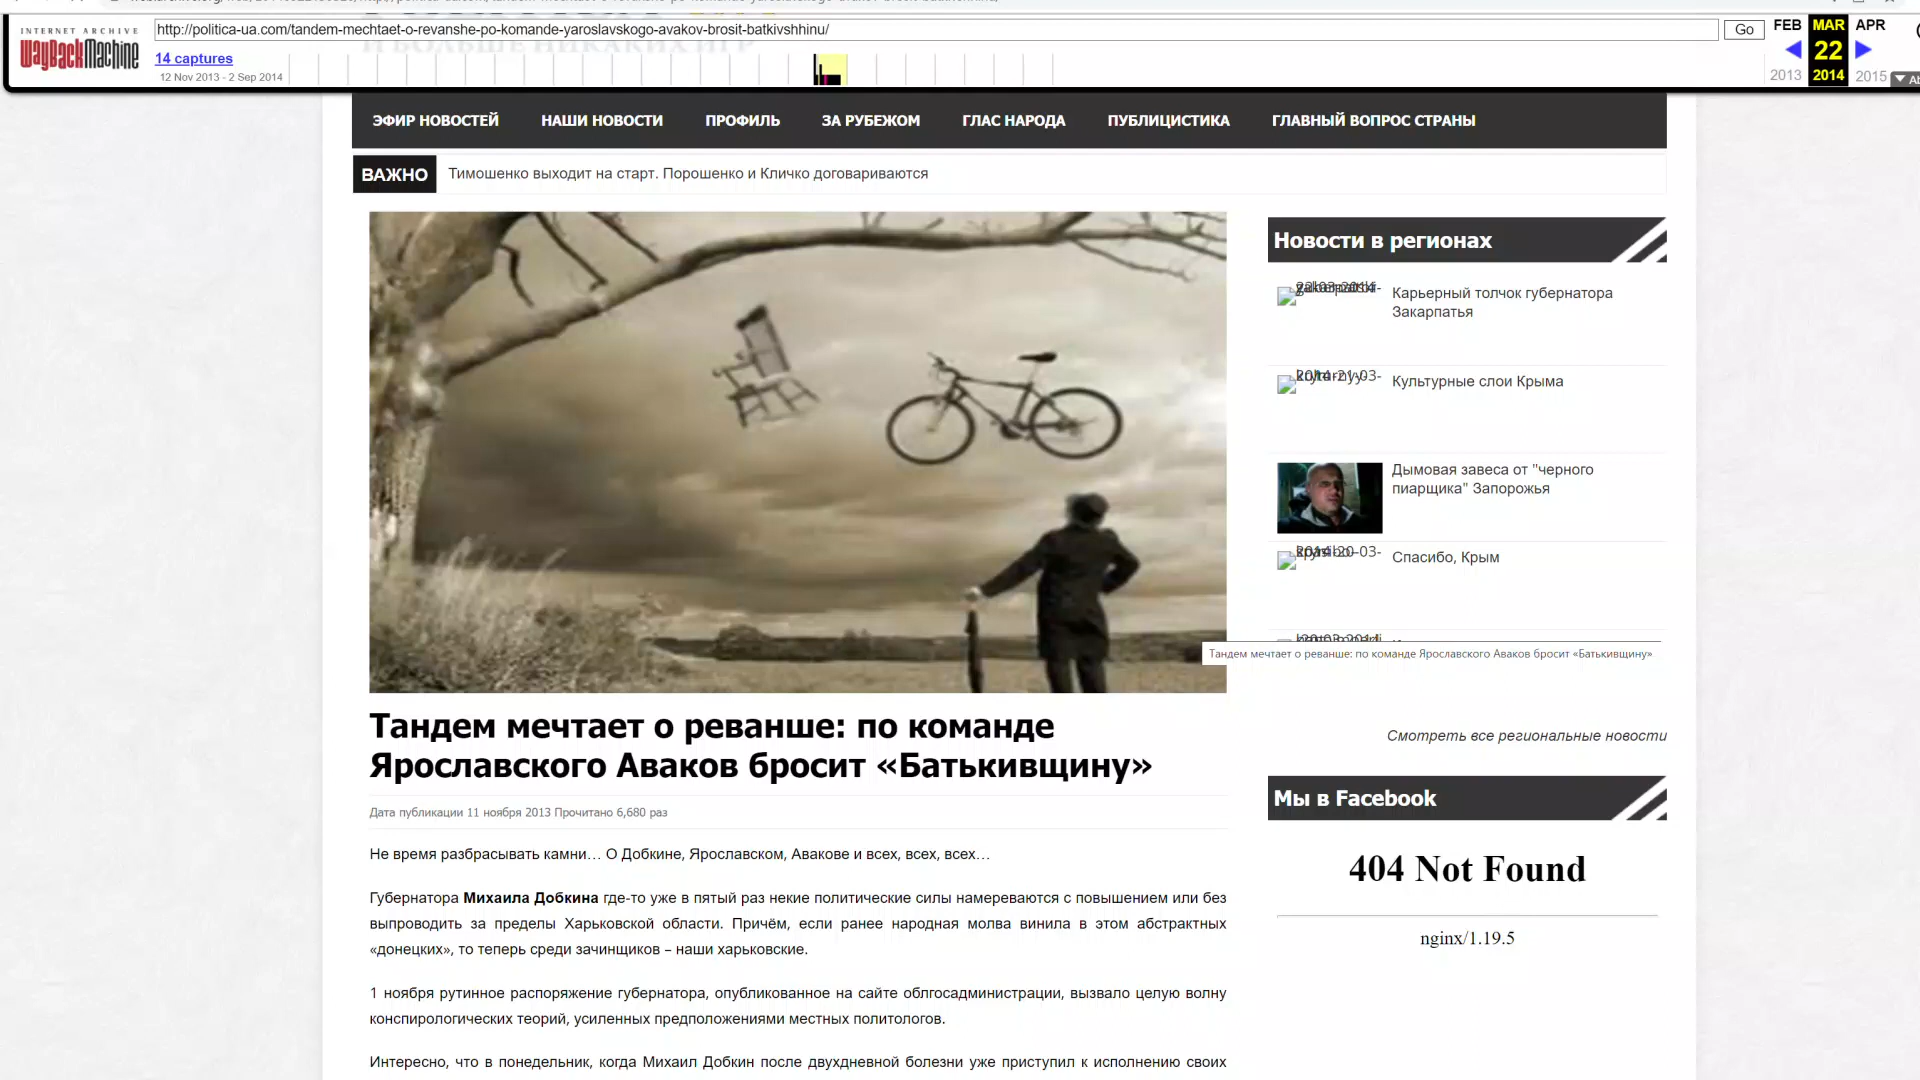 INTERNET ARCHIVE
WayBackMachine
http://politica-ua.com/tandem-mechtaet-o-revanshe-po-komande-yaroslavskogo-avakov-brosit-batkivshhinu/
Go
14 captures
12 Nov 2013 - 2 Sep 2014
FEB MAR APR
22
2013 2014 2015
И БОЛЬШЕ НИКАКИХ ИГР
ЭФИР НОВОСТЕЙ НАШИ НОВОСТИ ПРОФИЛЬ ЗА РУБЕЖОМ ГЛАС НАРОДА ПУБЛИЦИСТИКА ГЛАВНЫЙ ВОПРОС СТРАНЫ
ВАЖНО Тимошенко выходит на старт. Порошенко и Кличко договариваются
Тандем мечтает о реванше: по команде
Ярославского Аваков бросит «Батькивщину»
Дата публикации 11 ноября 2013 Прочитано 6,680 раз
Не время разбрасывать камни… О Добкине, Ярославском, Авакове и всех, всех, всех…
Губернатора Михаила Добкина где-то уже в пятый раз некие политические силы намереваются с повышением или без
выпроводить за пределы Харьковской области. Причём, если ранее народная молва винила в этом абстрактных
«донецких», то теперь среди зачинщиков – наши харьковские.
1 ноября рутинное распоряжение губернатора, опубликованное на сайте облгосадминистрации, вызвало целую волну
конспирологических теорий, усиленных предположениями местных политологов.
Интересно, что в понедельник, когда Михаил Добкин после двухдневной болезни уже приступил к исполнению своих
Новости в регионах
Карьерный толчок губернатора
Закарпатья
Культурные слои Крыма
Дымовая завеса от "черного
пиарщика" Запорожья
Спасибо, Крым
Тандем мечтает о реванше: по команде Ярославского Аваков бросит «Батькивщину»
Смотреть все региональные новости
Мы в Facebook
404 Not Found
nginx/1.19.5